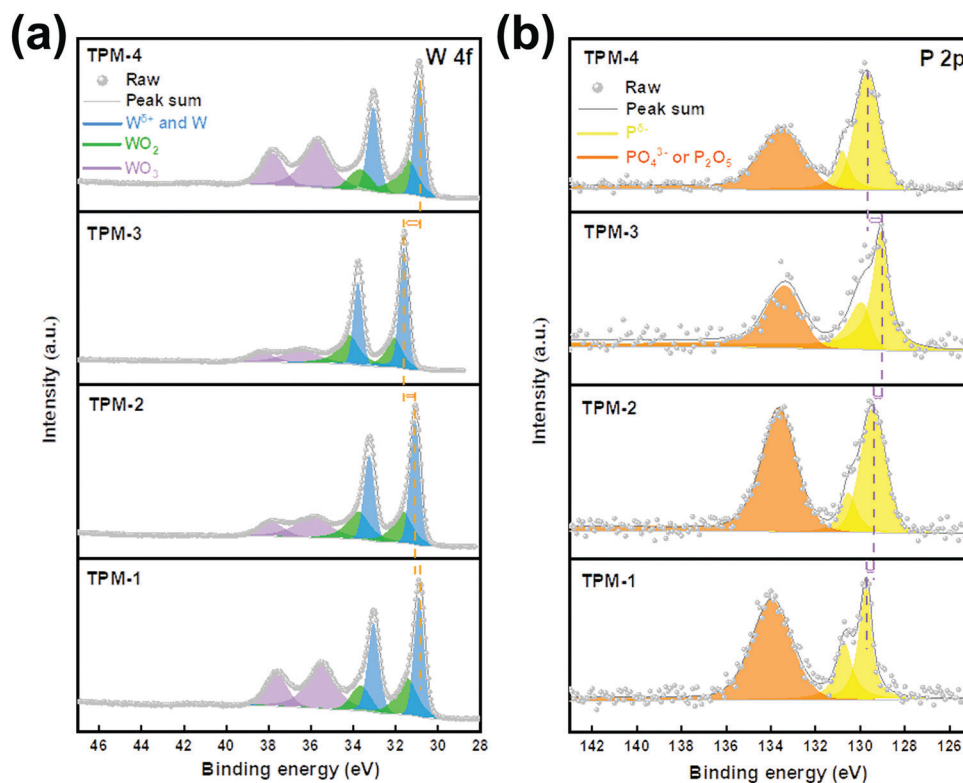 (a)
TPM-4
W 4f
Raw
Peak sum
W^δ+ and W
WO₂
WO₃
TPM-3
TPM-2
TPM-1
Intensity (a.u.)
46 44 42 40 38 36 34 32 30 28
Binding energy (eV)
(b)
TPM-4
P 2p
Raw
Peak sum
P^δ-
PO₄³⁻ or P₂O₅
TPM-3
TPM-2
TPM-1
Intensity (a.u.)
142 140 138 136 134 132 130 128 126
Binding energy (eV)